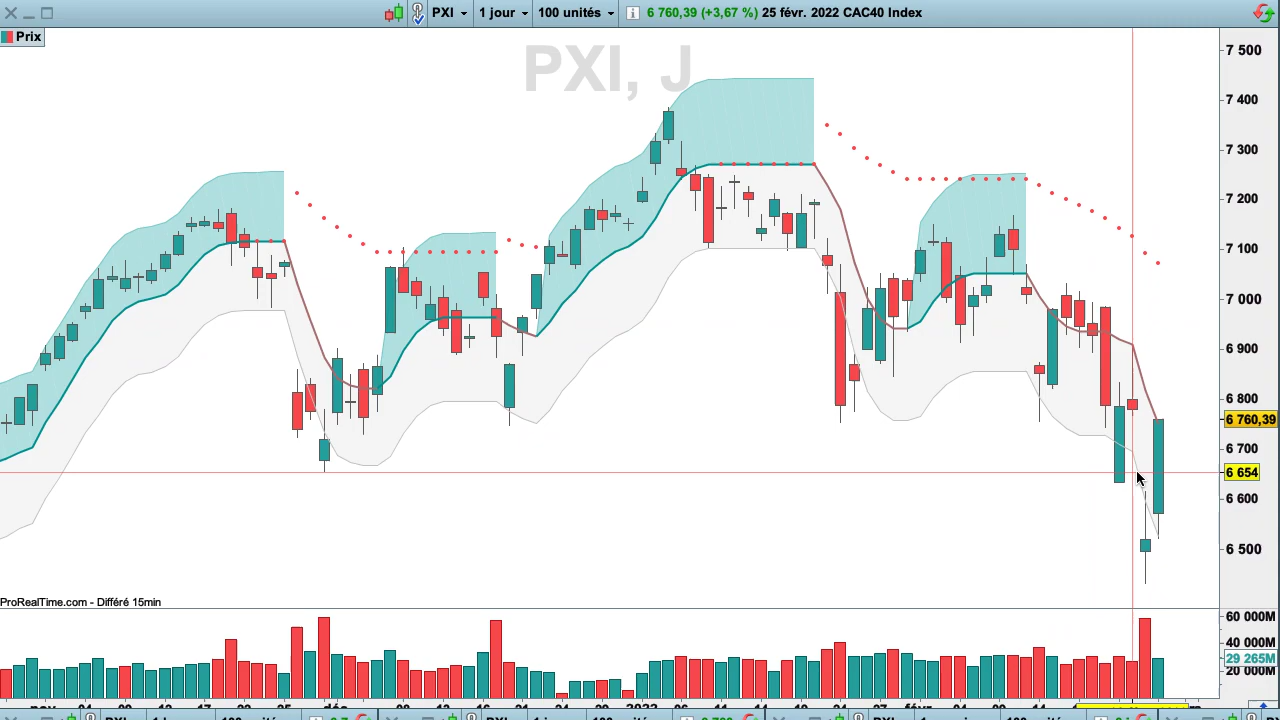 PXI 1 jour 100 unités 6 760,39 (+3,67 %) 25 févr. 2022 CAC40 Index
Prix
PXI, J
7 500
7 400
7 300
7 200
7 100
7 000
6 900
6 800
6 760,39
6 700
6 654
6 600
6 500
ProRealTime.com - Différé 15min
60 000M
40 000M
29 265M
20 000M